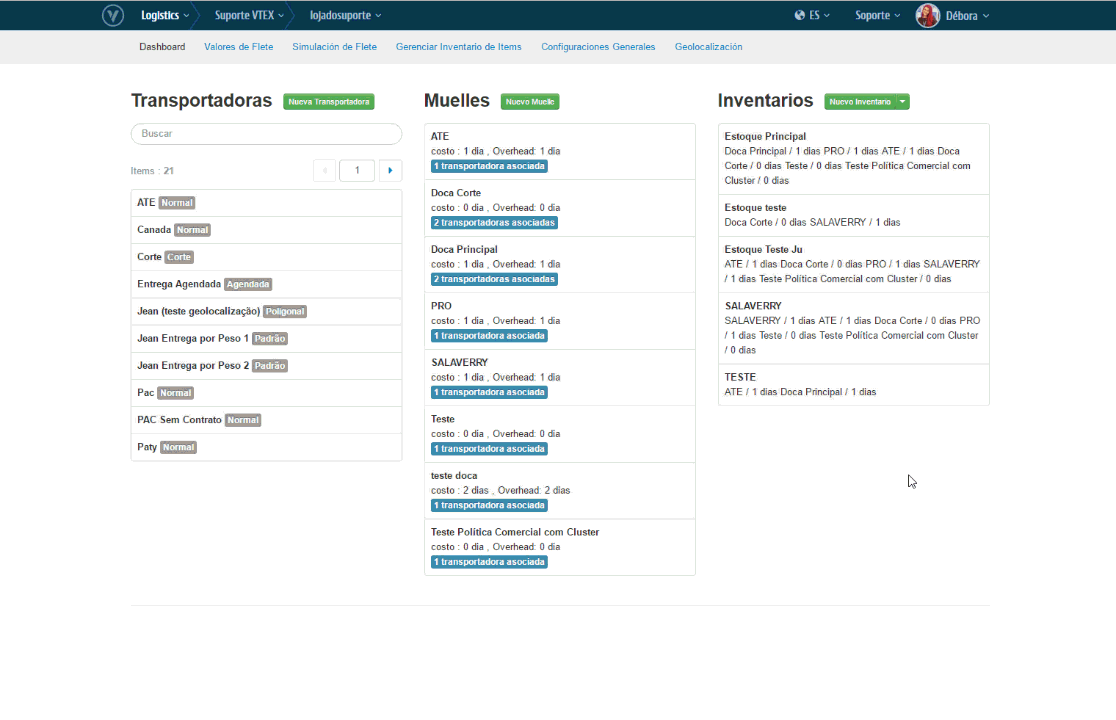 Logistics
Suporte VTEX
lojadosuporte
ES
Soporte
Débora
Dashboard
Valores de Flete
Simulación de Flete
Gerenciar Inventario de Items
Configuraciones Generales
Geolocalización
Transportadoras
Nueva Transportadora
Buscar
Items : 21
1
ATE Normal
Canada Normal
Corte Corte
Entrega Agendada Agendada
Jean (teste geolocalização) Poligonal
Jean Entrega por Peso 1 Padrão
Jean Entrega por Peso 2 Padrão
Pac Normal
PAC Sem Contrato Normal
Paty Normal
Muelles
Nuevo Muelle
ATE
costo : 1 dia , Overhead: 1 dia
1 transportadora asociada
Doca Corte
costo : 0 dia , Overhead: 0 dia
2 transportadoras asociadas
Doca Principal
costo : 1 dia , Overhead: 1 dia
2 transportadoras asociadas
PRO
costo : 1 dia , Overhead: 1 dia
1 transportadora asociada
SALAVERRY
costo : 1 dia , Overhead: 1 dia
1 transportadora asociada
Teste
costo : 0 dia , Overhead: 0 dia
1 transportadora asociada
teste doca
costo : 2 dias , Overhead: 2 dias
1 transportadora asociada
Teste Política Comercial com Cluster
costo : 0 dia , Overhead: 0 dia
1 transportadora asociada
Inventarios
Nuevo Inventario
Estoque Principal
Doca Principal / 1 dias PRO / 1 dias ATE / 1 dias Doca
Corte / 0 dias Teste / 0 dias Teste Política Comercial com
Cluster / 0 dias
Estoque teste
Doca Corte / 0 dias SALAVERRY / 1 dias
Estoque Teste Ju
ATE / 1 dias Doca Corte / 0 dias PRO / 1 dias SALAVERRY
/ 1 dias Teste Política Comercial com Cluster / 0 dias
SALAVERRY
SALAVERRY / 1 dias ATE / 1 dias Doca Corte / 0 dias PRO
/ 1 dias Teste / 0 dias Teste Política Comercial com Cluster
/ 0 dias
TESTE
ATE / 1 dias Doca Principal / 1 dias